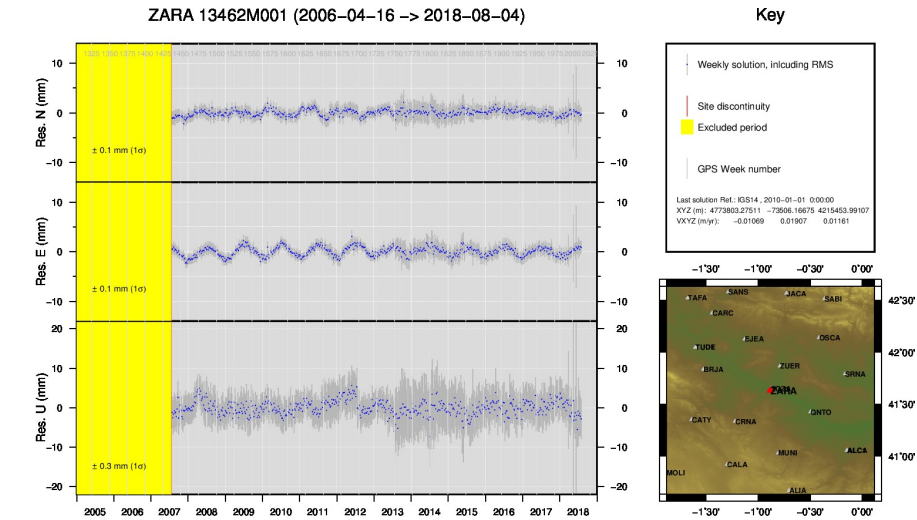 ZARA 13462M001 (2006−04−16 −> 2018−08−04)
Key
10
0
−10
Res. N (mm)
± 0.1 mm (1σ)
10
0
−10
10
0
−10
Res. E (mm)
± 0.1 mm (1σ)
10
0
−10
20
10
0
−10
−20
Res. U (mm)
± 0.3 mm (1σ)
20
10
0
−10
−20
2005 2006 2007 2008 2009 2010 2011 2012 2013 2014 2015 2016 2017 2018
Weekly solution, inlcuding RMS
Site discontinuity
Excluded period
GPS Week number
Last solution Ref.: IGS14 , 2010−01−01 0:00:00
XYZ (m): 4773803.27511 −73506.16675 4215453.99107
VXYZ (m/yr): −0.01069 0.01907 0.01161
−1˚30' −1˚00' −0˚30' 0˚00'
TAFA SANS JACA SABI 42˚30'
CARC
EJEA OSCA
TUDE 42˚00'
BRJA ZUER SRNA
ZARA
CATY CRNA QNTO 41˚30'
MUNI ALCA
CALA 41˚00'
MOLI
ALIA
−1˚30' −1˚00' −0˚30' 0˚00'